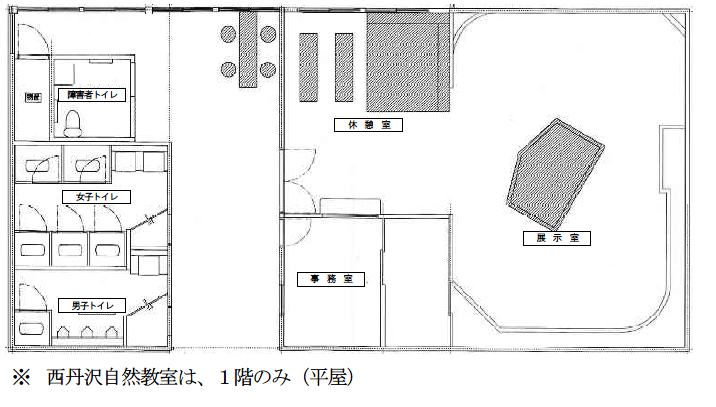 障害者トイレ
休 憩 室
女子トイレ
展 示 室
事 務 室
男子トイレ
※ 西丹沢自然教室は、１階のみ（平屋）